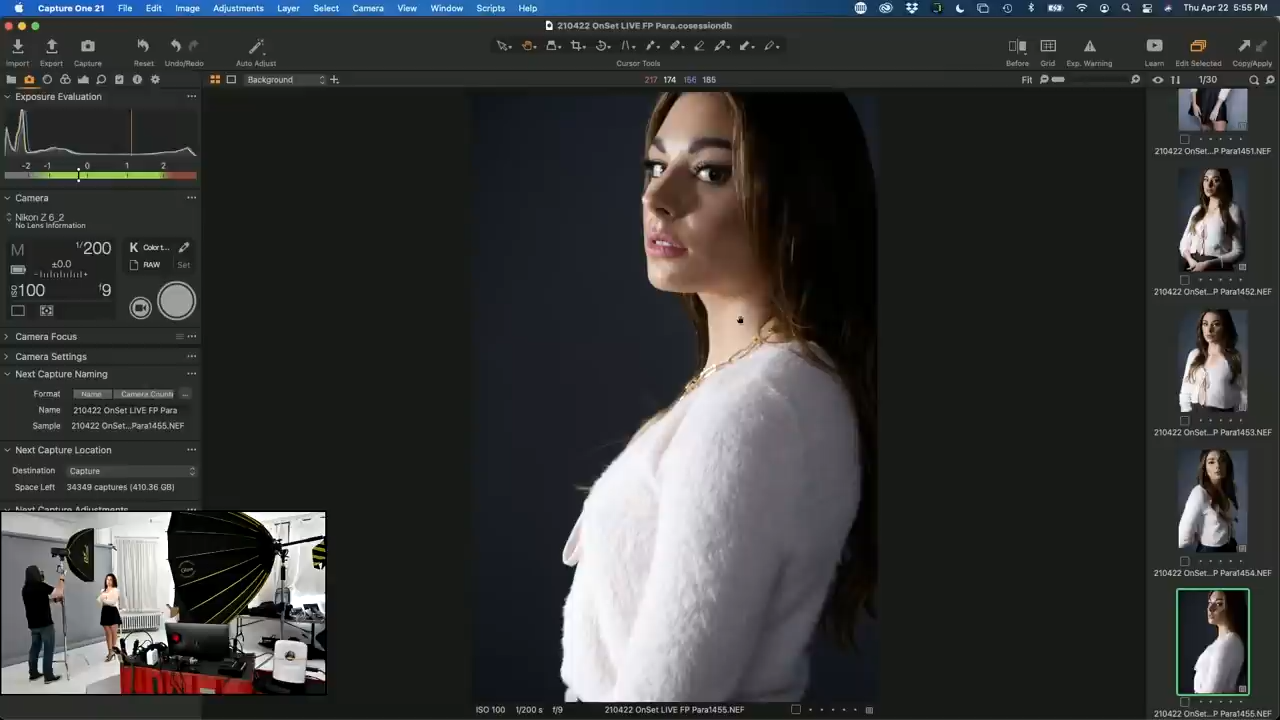 Capture One 21 File Edit Image Adjustments Layer Select Camera View Window Scripts Help Thu Apr 22 5:55 PM
210422 OnSet LIVE FP Para.cosessiondb
Import Export Capture Reset Undo/Redo Auto Adjust Cursor Tools Before Grid Exp. Warning Learn Edit Selected Copy/Apply
Background 217 174 186 185 Fit 1/30
Exposure Evaluation
-2 -1 0 1 2
Camera
Nikon Z 6_2
No Lens Information
M 1/200 K Color t...
±0.0 RAW Set
ISO 100 f9
Camera Focus
Camera Settings
Next Capture Naming
Format Name Camera Count
Name 210422 OnSet LIVE FP Para
Sample 210422 OnSet...Para1455.NEF
Next Capture Location
Destination Capture
Space Left 34349 captures (410.36 GB)
Next Capture Adjustments
210422 OnSet...P Para1451.NEF
210422 OnSet...P Para1452.NEF
210422 OnSet...P Para1453.NEF
210422 OnSet...P Para1454.NEF
210422 OnSet...P Para1455.NEF
ISO 100 1/200 s f/9 210422 OnSet LIVE FP Para1455.NEF